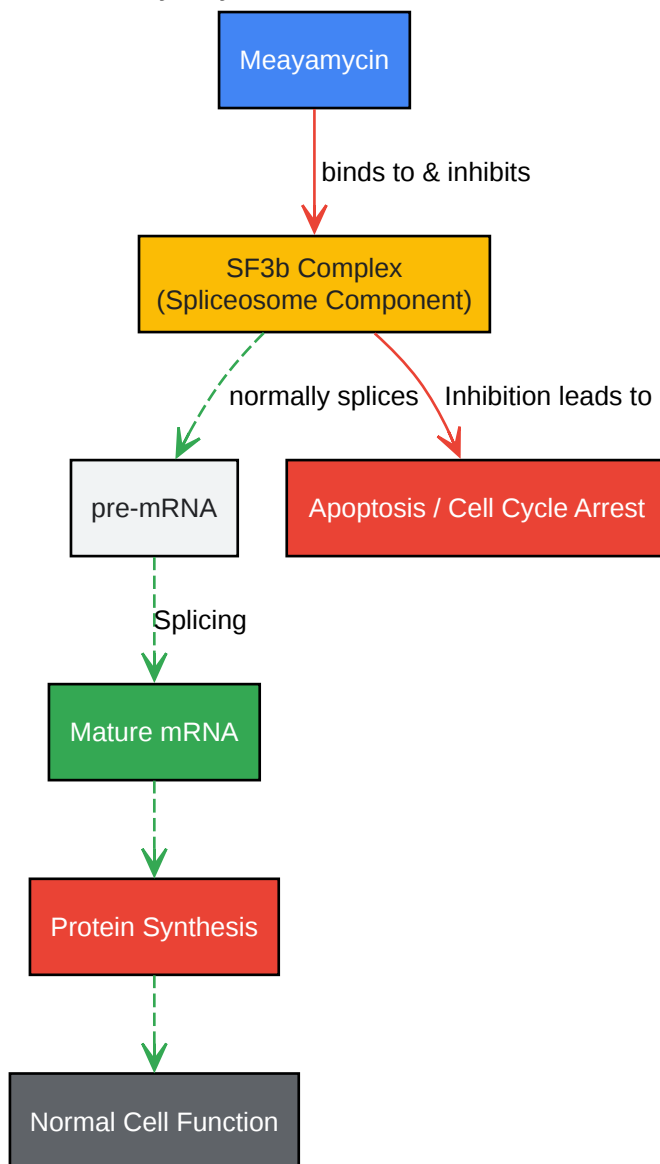 Meayamycin
binds to & inhibits
SF3b Complex
(Spliceosome Component)
normally splices
Inhibition leads to
pre-mRNA
Apoptosis / Cell Cycle Arrest
Splicing
Mature mRNA
Protein Synthesis
Normal Cell Function